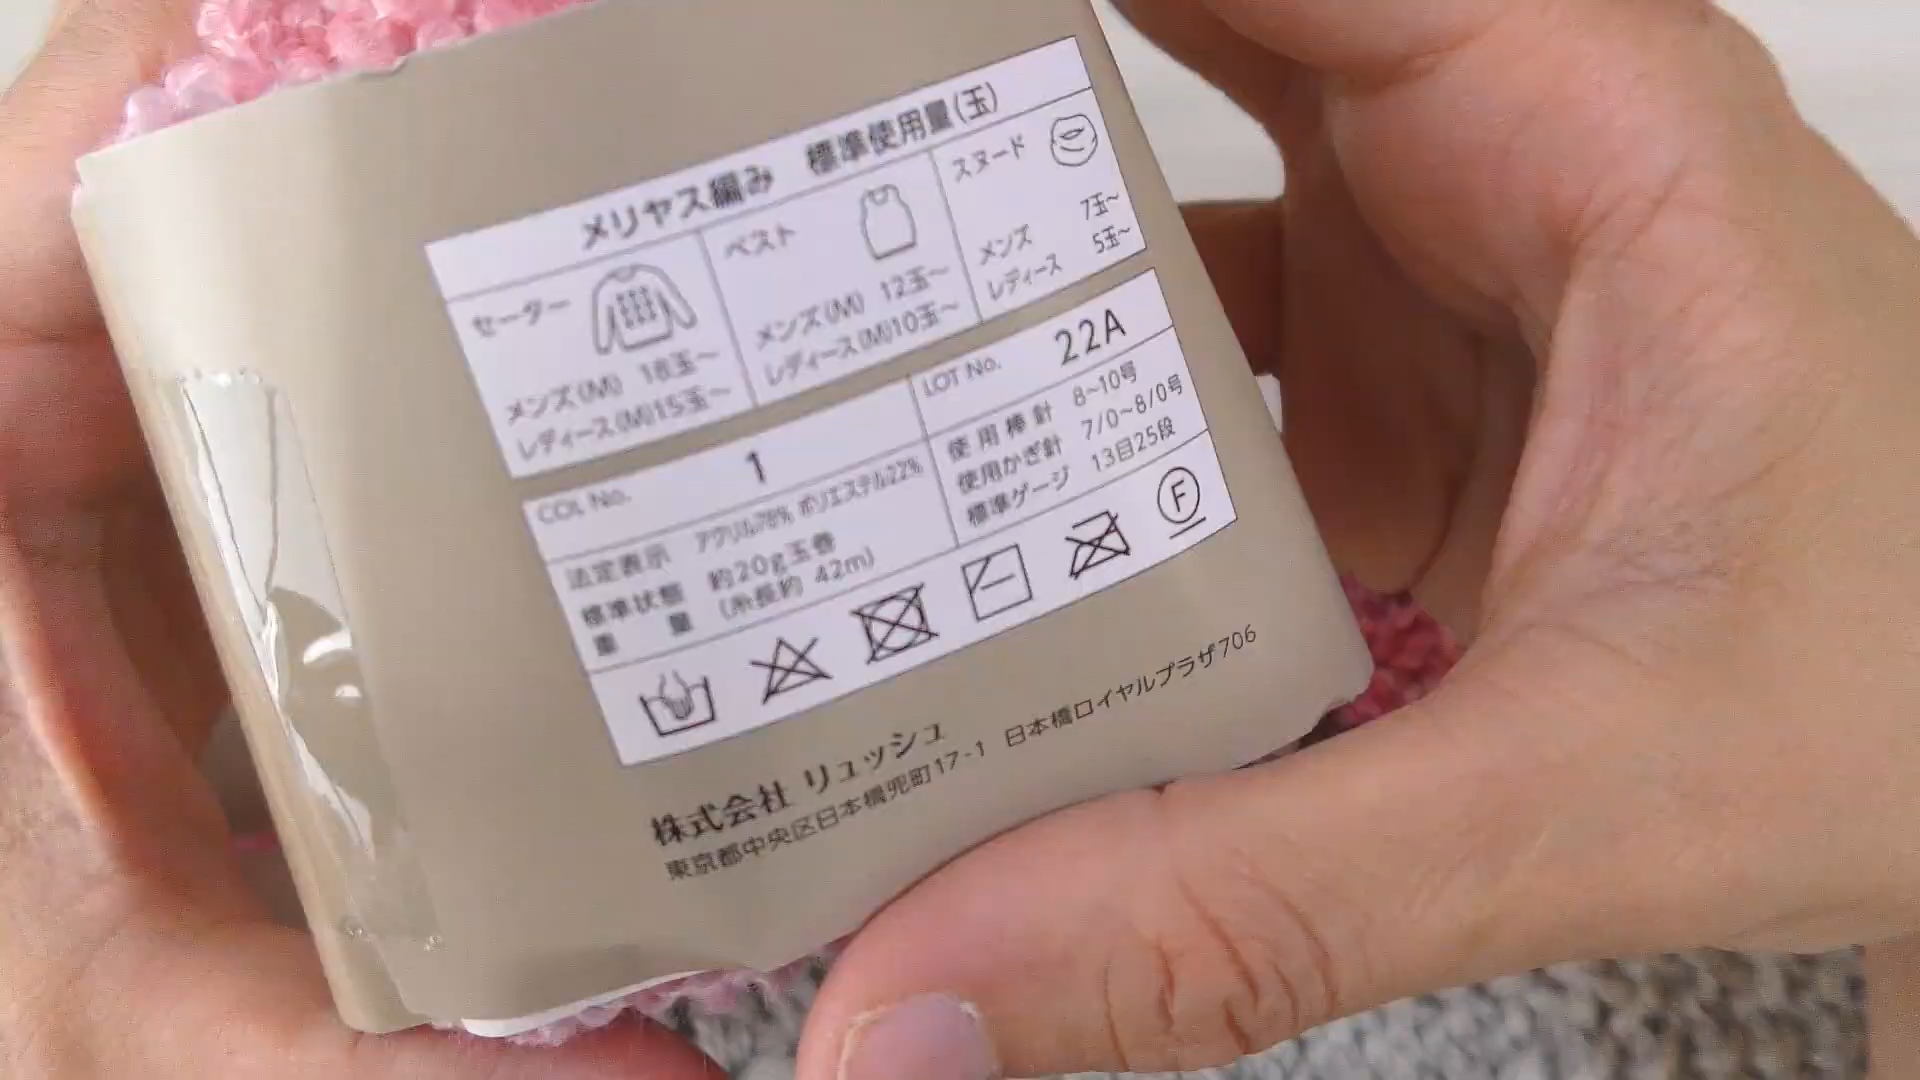 メリヤス編み 標準使用量(玉)
セーター
メンズ(M) 18玉～
レディース(M)15玉～
ベスト
メンズ(M) 12玉～
レディース(M)10玉～
スヌード
メンズ 7玉～
レディース 5玉～
COL No. 1
LOT No. 22A
法定表示 アクリル78% ポリエステル22%
標準状態重量 約20g玉巻
(糸長約 42m)
使用棒針 8~10号
使用かぎ針 7/0~8/0号
標準ゲージ 13目25段
F
株式会社 リュッシュ
東京都中央区日本橋兜町17-1 日本橋ロイヤルプラザ706